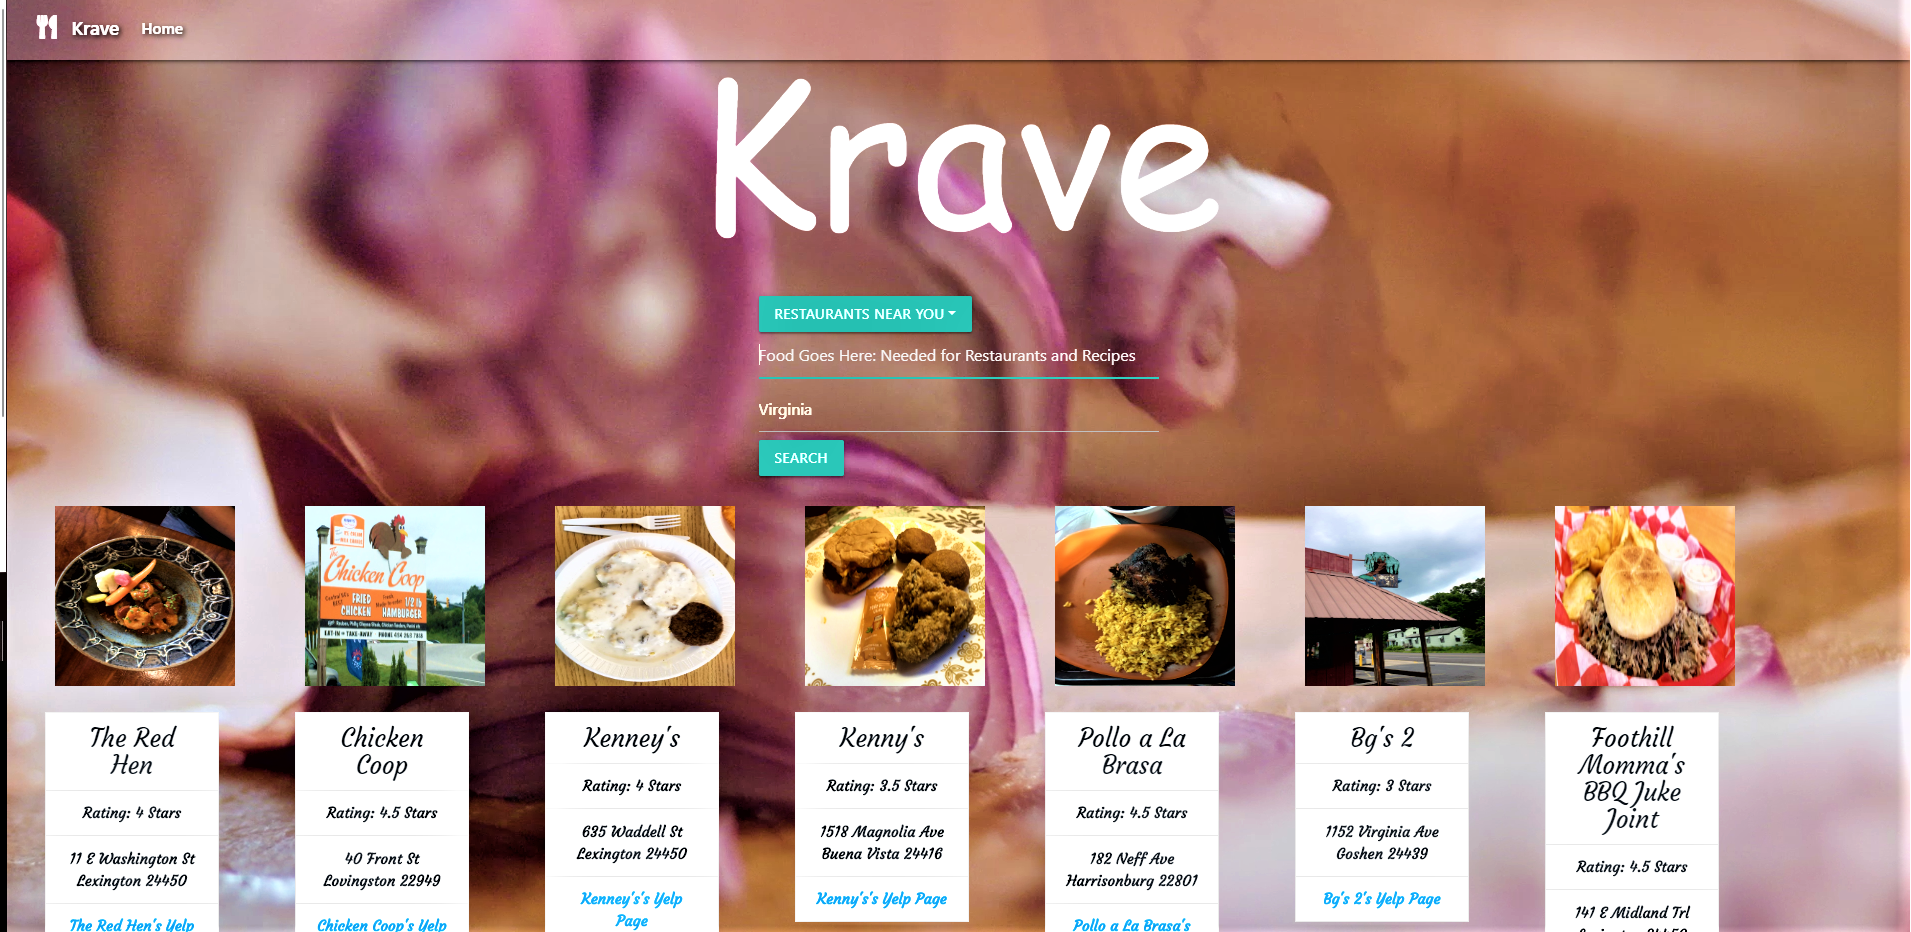 Krave Home
Krave
RESTAURANTS NEAR YOU
Food Goes Here: Needed for Restaurants and Recipes
Virginia
SEARCH
The
Chicken Coop
FRIED
CHICKEN
1/2 lb
HAMBURGER
The Red
Hen
Rating: 4 Stars
11 E Washington St
Lexington 24450
The Red Hen's Yelp
Chicken
Coop
Rating: 4.5 Stars
40 Front St
Lovingston 22949
Chicken Coop's Yelp
Kenney's
Rating: 4 Stars
635 Waddell St
Lexington 24450
Kenney's's Yelp
Page
Kenny's
Rating: 3.5 Stars
1518 Magnolia Ave
Buena Vista 24416
Kenny's's Yelp Page
Pollo a La
Brasa
Rating: 4.5 Stars
182 Neff Ave
Harrisonburg 22801
Pollo a La Brasa's
Bg's 2
Rating: 3 Stars
1152 Virginia Ave
Goshen 24439
Bg's 2's Yelp Page
Foothill
Momma's
BBQ Juke
Joint
Rating: 4.5 Stars
141 E Midland Trl